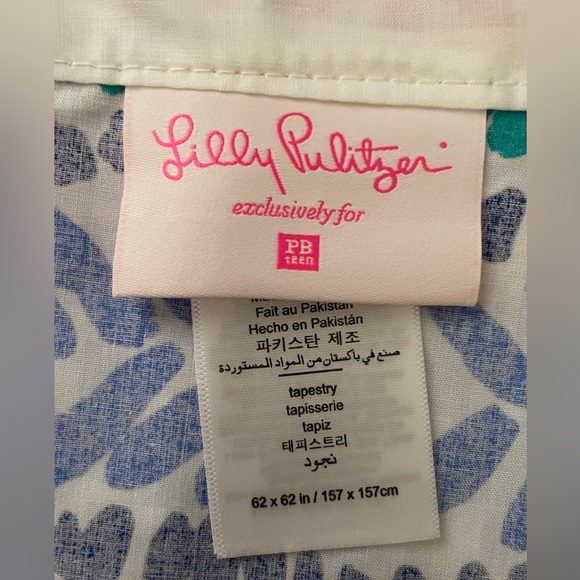 Lilly Pulitzer
exclusively for
PB
teen
Fait au Pakistan
Hecho en Pakistán
파키스탄 제조
صنع في باكستان من المواد المستوردة
tapestry
tapisserie
tapiz
태피스트리
نجود
62 x 62 in / 157 x 157cm